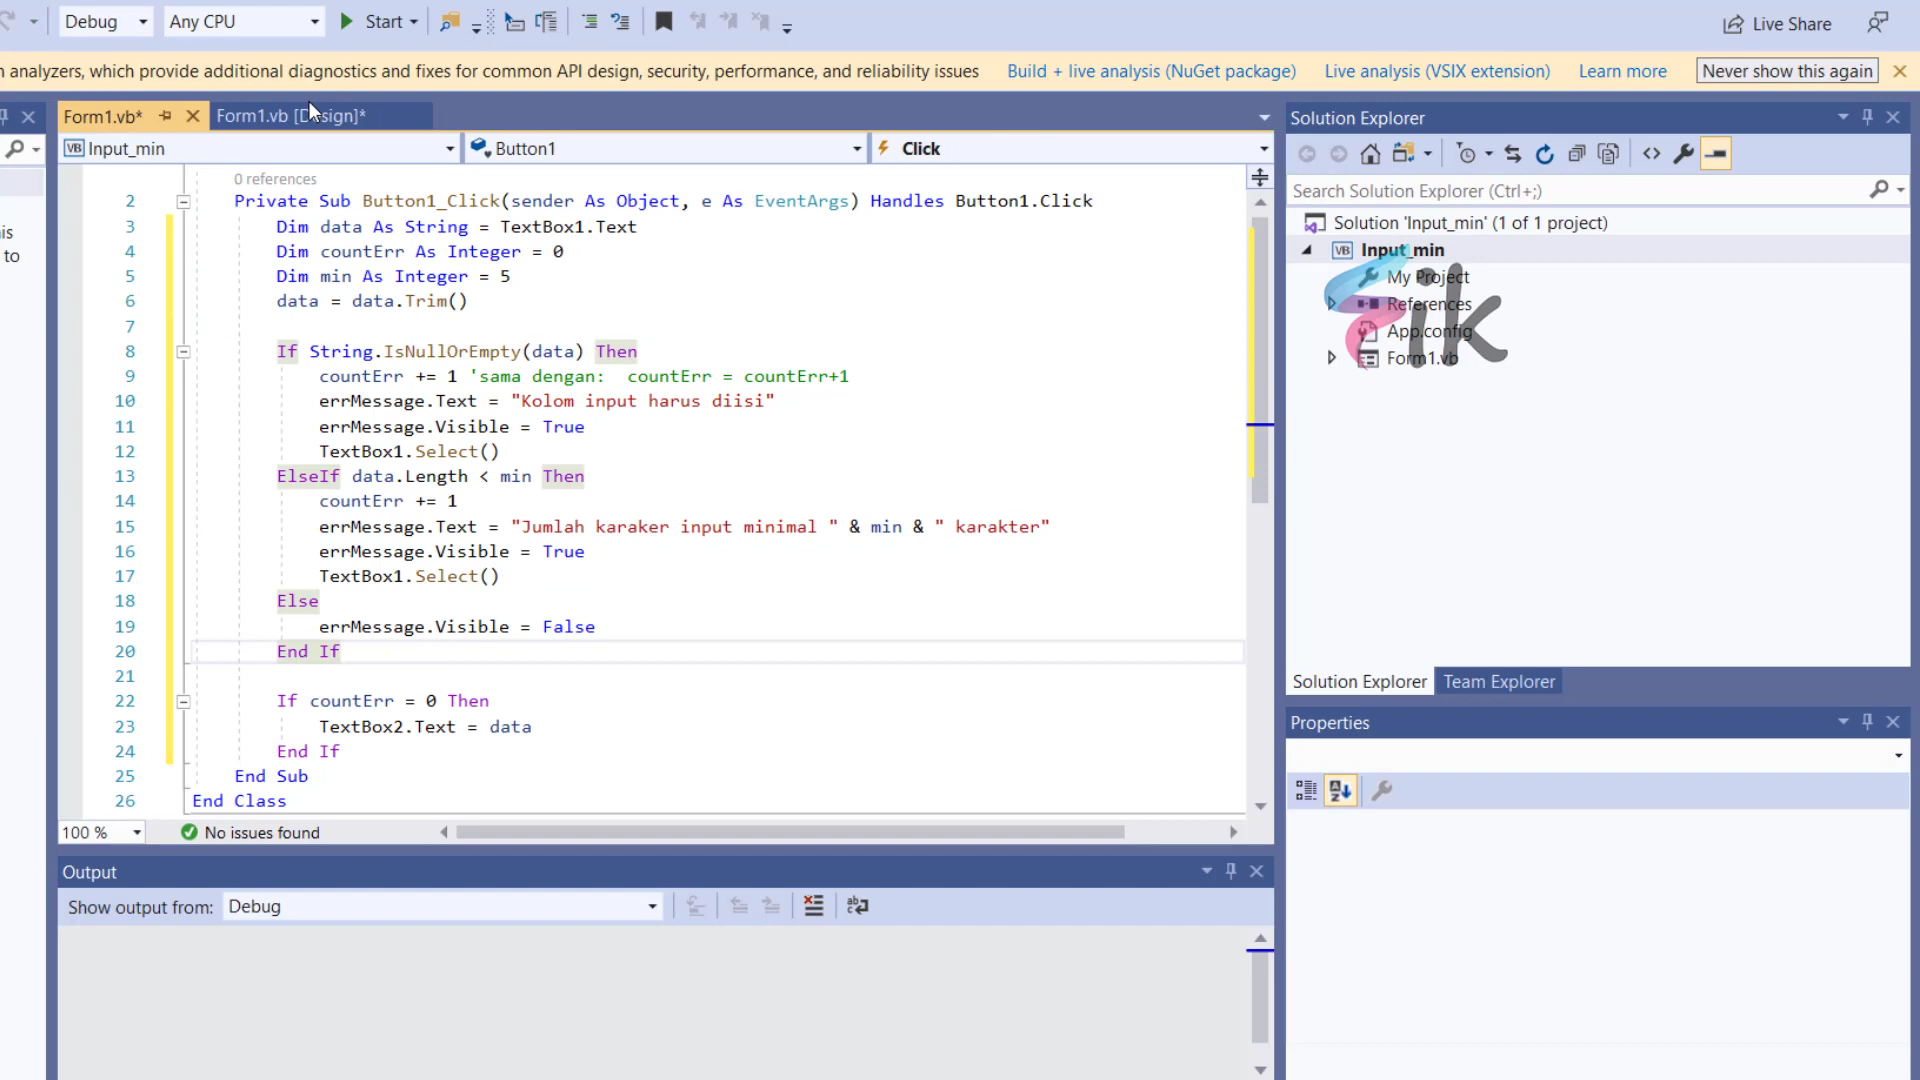 Debug
Any CPU
Start
Live Share
analyzers, which provide additional diagnostics and fixes for common API design, security, performance, and reliability issues
Build + live analysis (NuGet package)
Live analysis (VSIX extension)
Learn more
Never show this again
Form1.vb*
Form1.vb [Design]*
Input_min
Button1
Click
is
to
0 references
2 Private Sub Button1_Click(sender As Object, e As EventArgs) Handles Button1.Click
3 Dim data As String = TextBox1.Text
4 Dim countErr As Integer = 0
5 Dim min As Integer = 5
6 data = data.Trim()
7
8 If String.IsNullOrEmpty(data) Then
9 countErr += 1 'sama dengan:  countErr = countErr+1
10 errMessage.Text = "Kolom input harus diisi"
11 errMessage.Visible = True
12 TextBox1.Select()
13 ElseIf data.Length < min Then
14 countErr += 1
15 errMessage.Text = "Jumlah karaker input minimal " & min & " karakter"
16 errMessage.Visible = True
17 TextBox1.Select()
18 Else
19 errMessage.Visible = False
20 End If
21
22 If countErr = 0 Then
23 TextBox2.Text = data
24 End If
25 End Sub
26 End Class
100 %
No issues found
Output
Show output from: Debug
Solution Explorer
Search Solution Explorer (Ctrl+;)
Solution 'Input_min' (1 of 1 project)
VB Input_min
My Project
References
App.config
Form1.vb
ik
Solution Explorer
Team Explorer
Properties